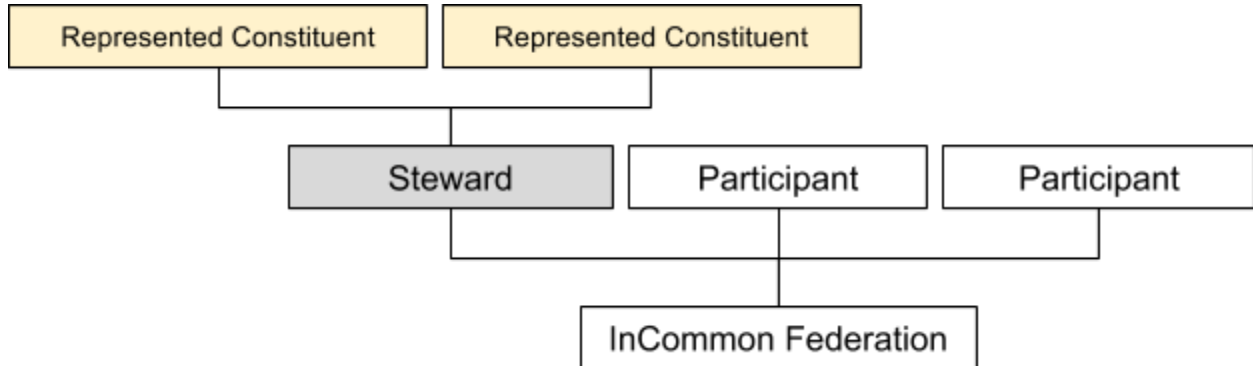 Represented Constituent
Represented Constituent
Steward
Participant
Participant
InCommon Federation